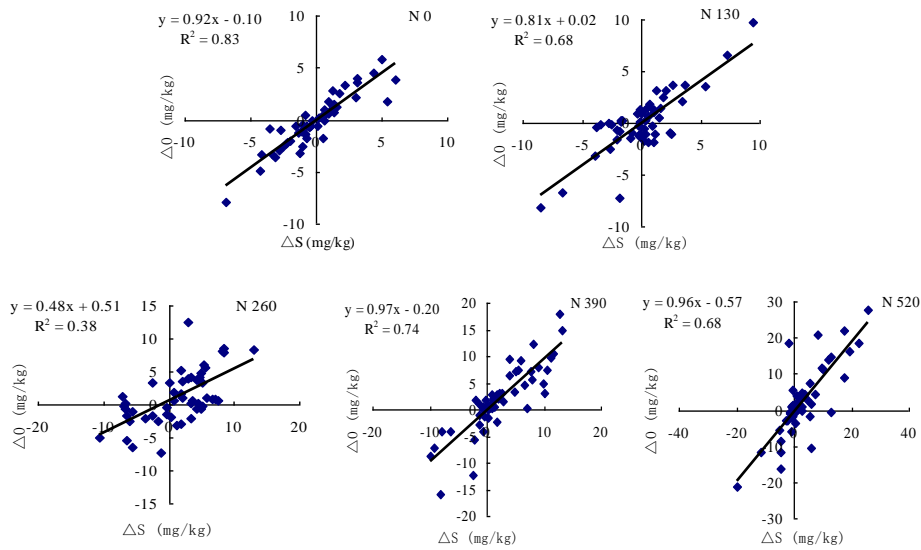 y = 0.92x - 0.10
R² = 0.83
N 0
10
5
0
-5
-10
-10
-5
0
5
10
△O (mg/kg)
△S (mg/kg)
y = 0.81x + 0.02
R² = 0.68
N 130
10
5
0
-5
-10
-10
-5
0
5
10
△O (mg/kg)
△S (mg/kg)
y = 0.48x + 0.51
R² = 0.38
N 260
15
10
5
0
-5
-10
-15
-20
-10
0
10
20
△O (mg/kg)
△S (mg/kg)
y = 0.97x - 0.20
R² = 0.74
N 390
20
15
10
5
0
-5
-10
-15
-20
-20
-10
0
10
20
△O (mg/kg)
△S (mg/kg)
y = 0.96x - 0.57
R² = 0.68
N 520
30
20
10
0
-10
-20
-30
-40
-20
0
20
40
△O (mg/kg)
△S (mg/kg)